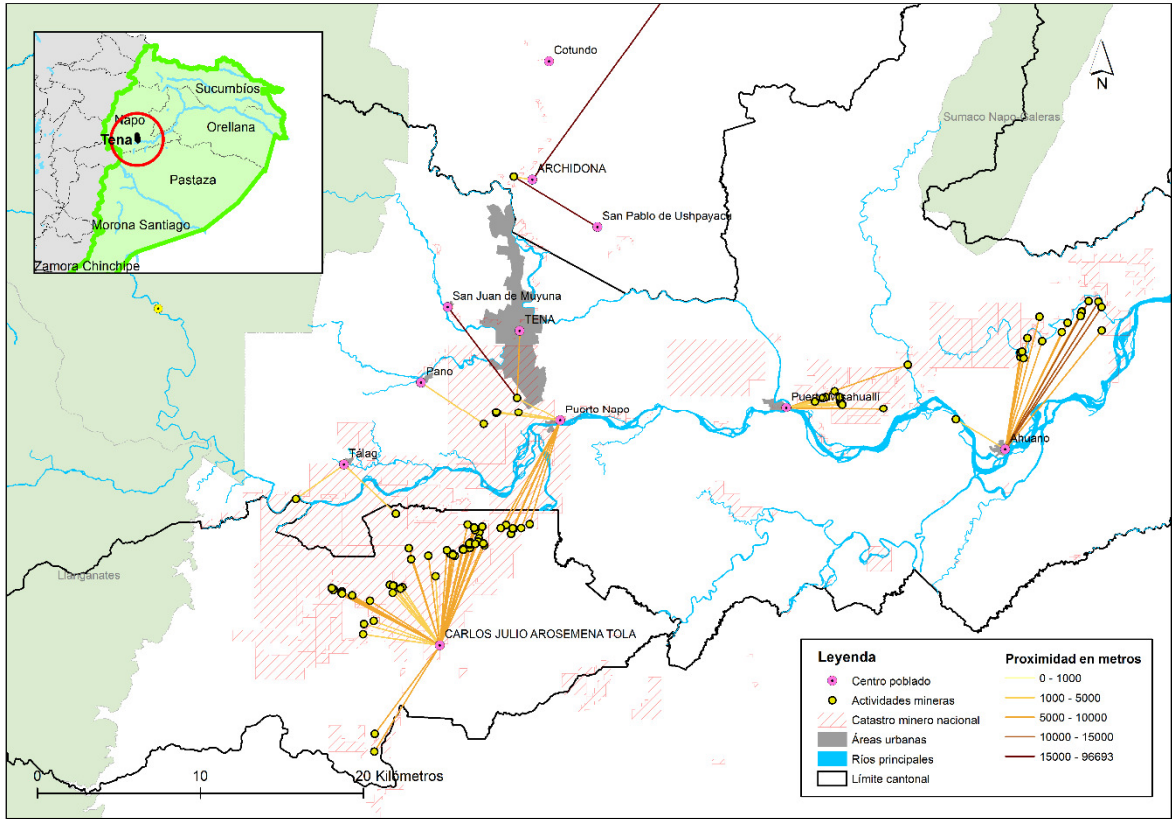 Cotundo
N
Sucumbíos
Napo
Orellana
Tena
Pastaza
Morona Santiago
Zamora Chinchipe
Sumaco Napo-Galeras
ARCHIDONA
San Pablo de Ushpayacu
San Juan de Muyuna
TENA
Pano
Puerto Napo
Puerto Misahuallí
Ahuano
Tálag
Llanganates
CARLOS JULIO AROSEMENA TOLA
0 10 20 Kilómetros
Leyenda
Centro poblado
Actividades mineras
Catastro minero nacional
Áreas urbanas
Ríos principales
Límite cantonal
Proximidad en metros
0 - 1000
1000 - 5000
5000 - 10000
10000 - 15000
15000 - 96693